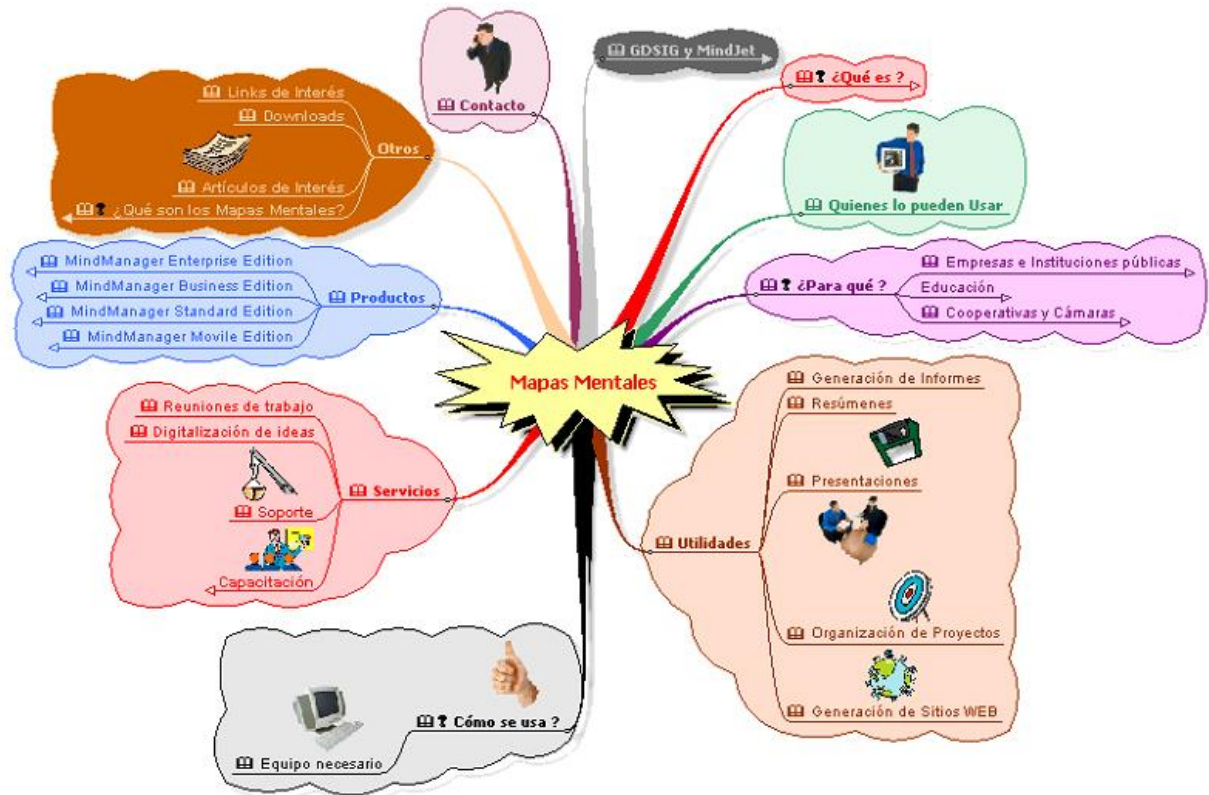 Mapas Mentales
GDSIG y MindJet
¿Qué es ?
Quienes lo pueden Usar
¿Para qué ?
Empresas e Instituciones públicas
Educación
Cooperativas y Cámaras
Utilidades
Generación de Informes
Resúmenes
Presentaciones
Organización de Proyectos
Generación de Sitios WEB
Cómo se usa ?
Equipo necesario
Servicios
Reuniones de trabajo
Digitalización de ideas
Soporte
Capacitación
Productos
MindManager Enterprise Edition
MindManager Business Edition
MindManager Standard Edition
MindManager Movile Edition
Otros
Links de Interés
Downloads
Artículos de Interés
¿Qué son los Mapas Mentales?
Contacto